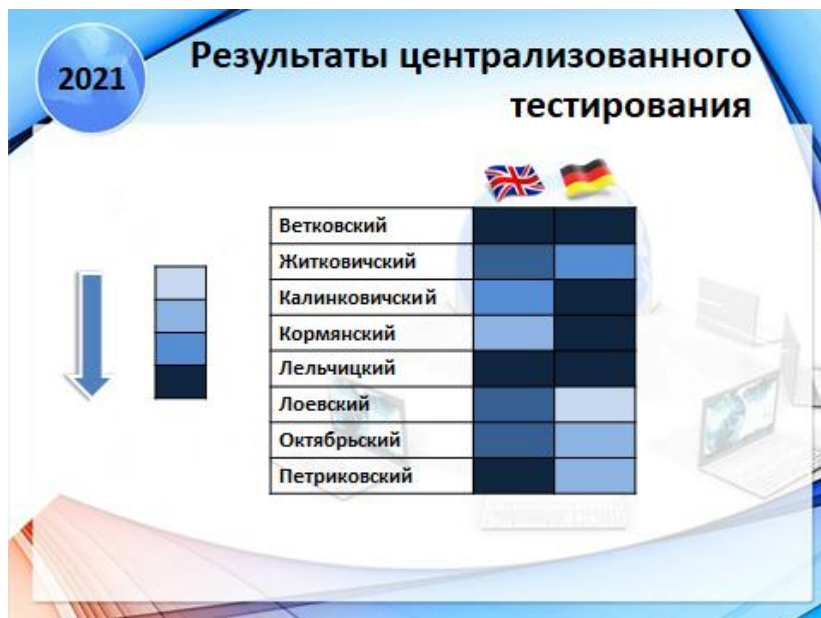 2021
Результаты централизованного
тестирования
Ветковский
Житковичский
Калинковичский
Кормянский
Лельчицкий
Лоевский
Октябрьский
Петриковский